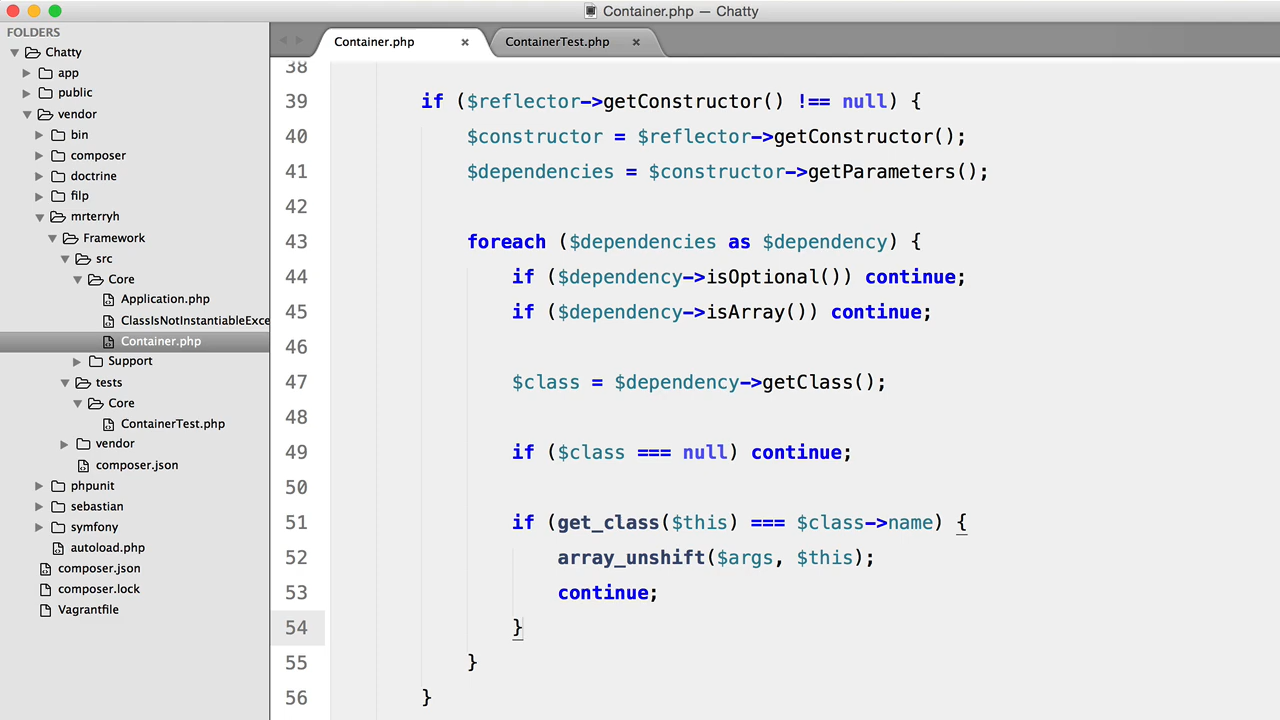 Container.php — Chatty
FOLDERS
Chatty
app
public
vendor
bin
composer
doctrine
filp
mrterryh
Framework
src
Core
Application.php
ClassIsNotInstantiableExce
Container.php
Support
tests
Core
ContainerTest.php
vendor
composer.json
phpunit
sebastian
symfony
autoload.php
composer.json
composer.lock
Vagrantfile
Container.php × ContainerTest.php ×
38
39 if ($reflector->getConstructor() !== null) {
40 $constructor = $reflector->getConstructor();
41 $dependencies = $constructor->getParameters();
42
43 foreach ($dependencies as $dependency) {
44 if ($dependency->isOptional()) continue;
45 if ($dependency->isArray()) continue;
46
47 $class = $dependency->getClass();
48
49 if ($class === null) continue;
50
51 if (get_class($this) === $class->name) {
52 array_unshift($args, $this);
53 continue;
54 }
55 }
56 }